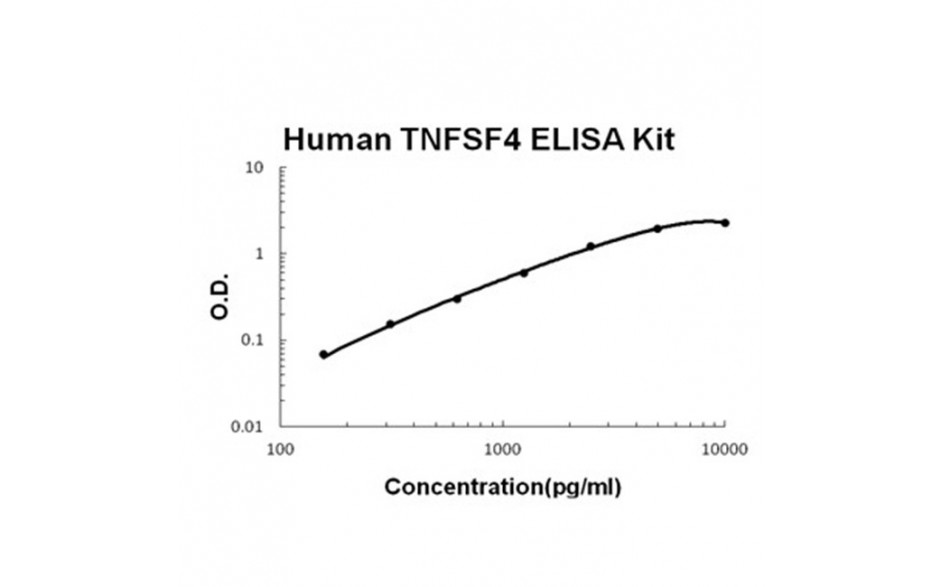 Human TNFSF4 ELISA Kit
10
1
0.1
0.01
O.D.
100 1000 10000
Concentration(pg/ml)